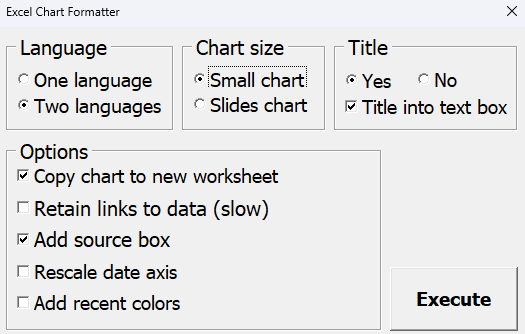 Excel Chart Formatter
Language
One language
Two languages
Chart size
Small chart
Slides chart
Title
Yes No
Title into text box
Options
Copy chart to new worksheet
Retain links to data (slow)
Add source box
Rescale date axis
Add recent colors
Execute